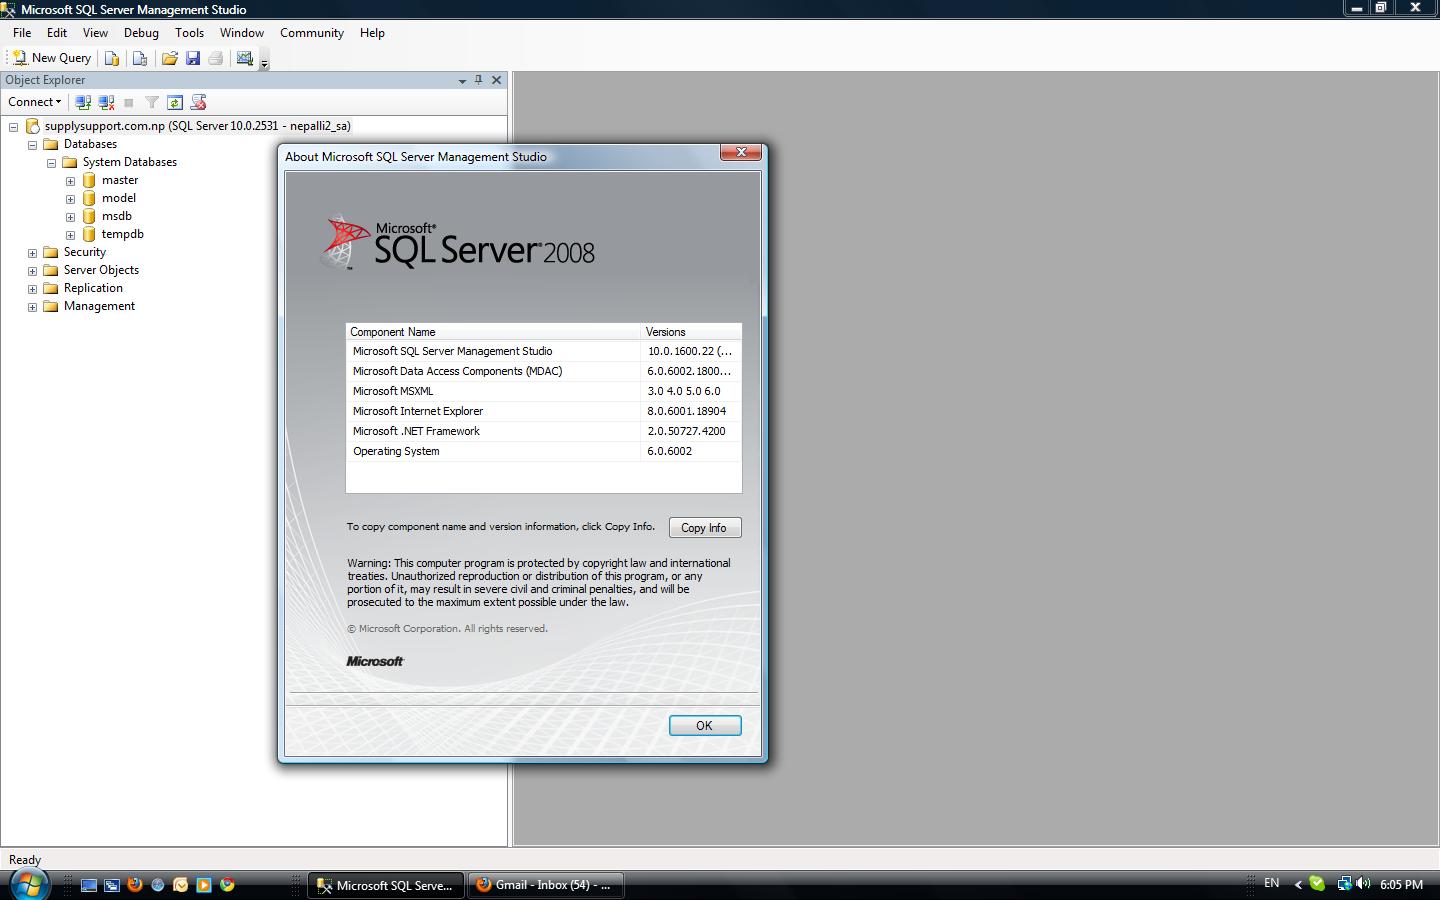 Microsoft SQL Server Management Studio
File Edit View Debug Tools Window Community Help
New Query
Object Explorer
Connect
supplysupport.com.np (SQL Server 10.0.2531 - nepalli2_sa)
Databases
System Databases
master
model
msdb
tempdb
Security
Server Objects
Replication
Management
About Microsoft SQL Server Management Studio
Microsoft®
SQL Server® 2008
Component Name Versions
Microsoft SQL Server Management Studio 10.0.1600.22 (...
Microsoft Data Access Components (MDAC) 6.0.6002.1800...
Microsoft MSXML 3.0 4.0 5.0 6.0
Microsoft Internet Explorer 8.0.6001.18904
Microsoft .NET Framework 2.0.50727.4200
Operating System 6.0.6002
To copy component name and version information, click Copy Info. Copy Info
Warning: This computer program is protected by copyright law and international
treaties. Unauthorized reproduction or distribution of this program, or any
portion of it, may result in severe civil and criminal penalties, and will be
prosecuted to the maximum extent possible under the law.
© Microsoft Corporation. All rights reserved.
Microsoft
OK
Ready
Microsoft SQL Serve... Gmail - Inbox (54) - ... EN 6:05 PM